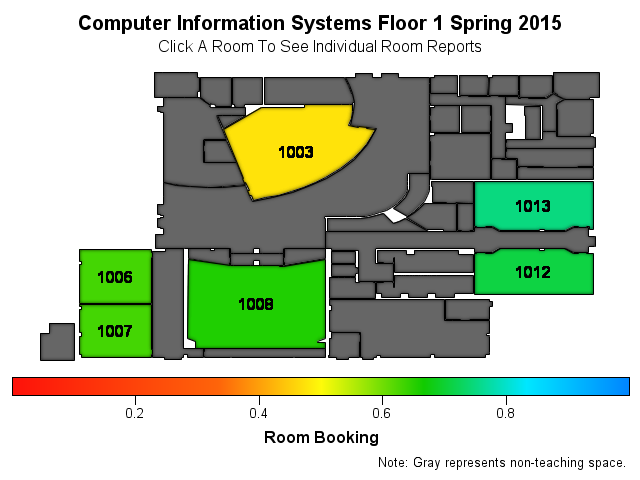 Computer Information Systems Floor 1 Spring 2015
Click A Room To See Individual Room Reports
1003
1013
1006
1012
1008
1007
0.2 0.4 0.6 0.8
Room Booking
Note: Gray represents non-teaching space.